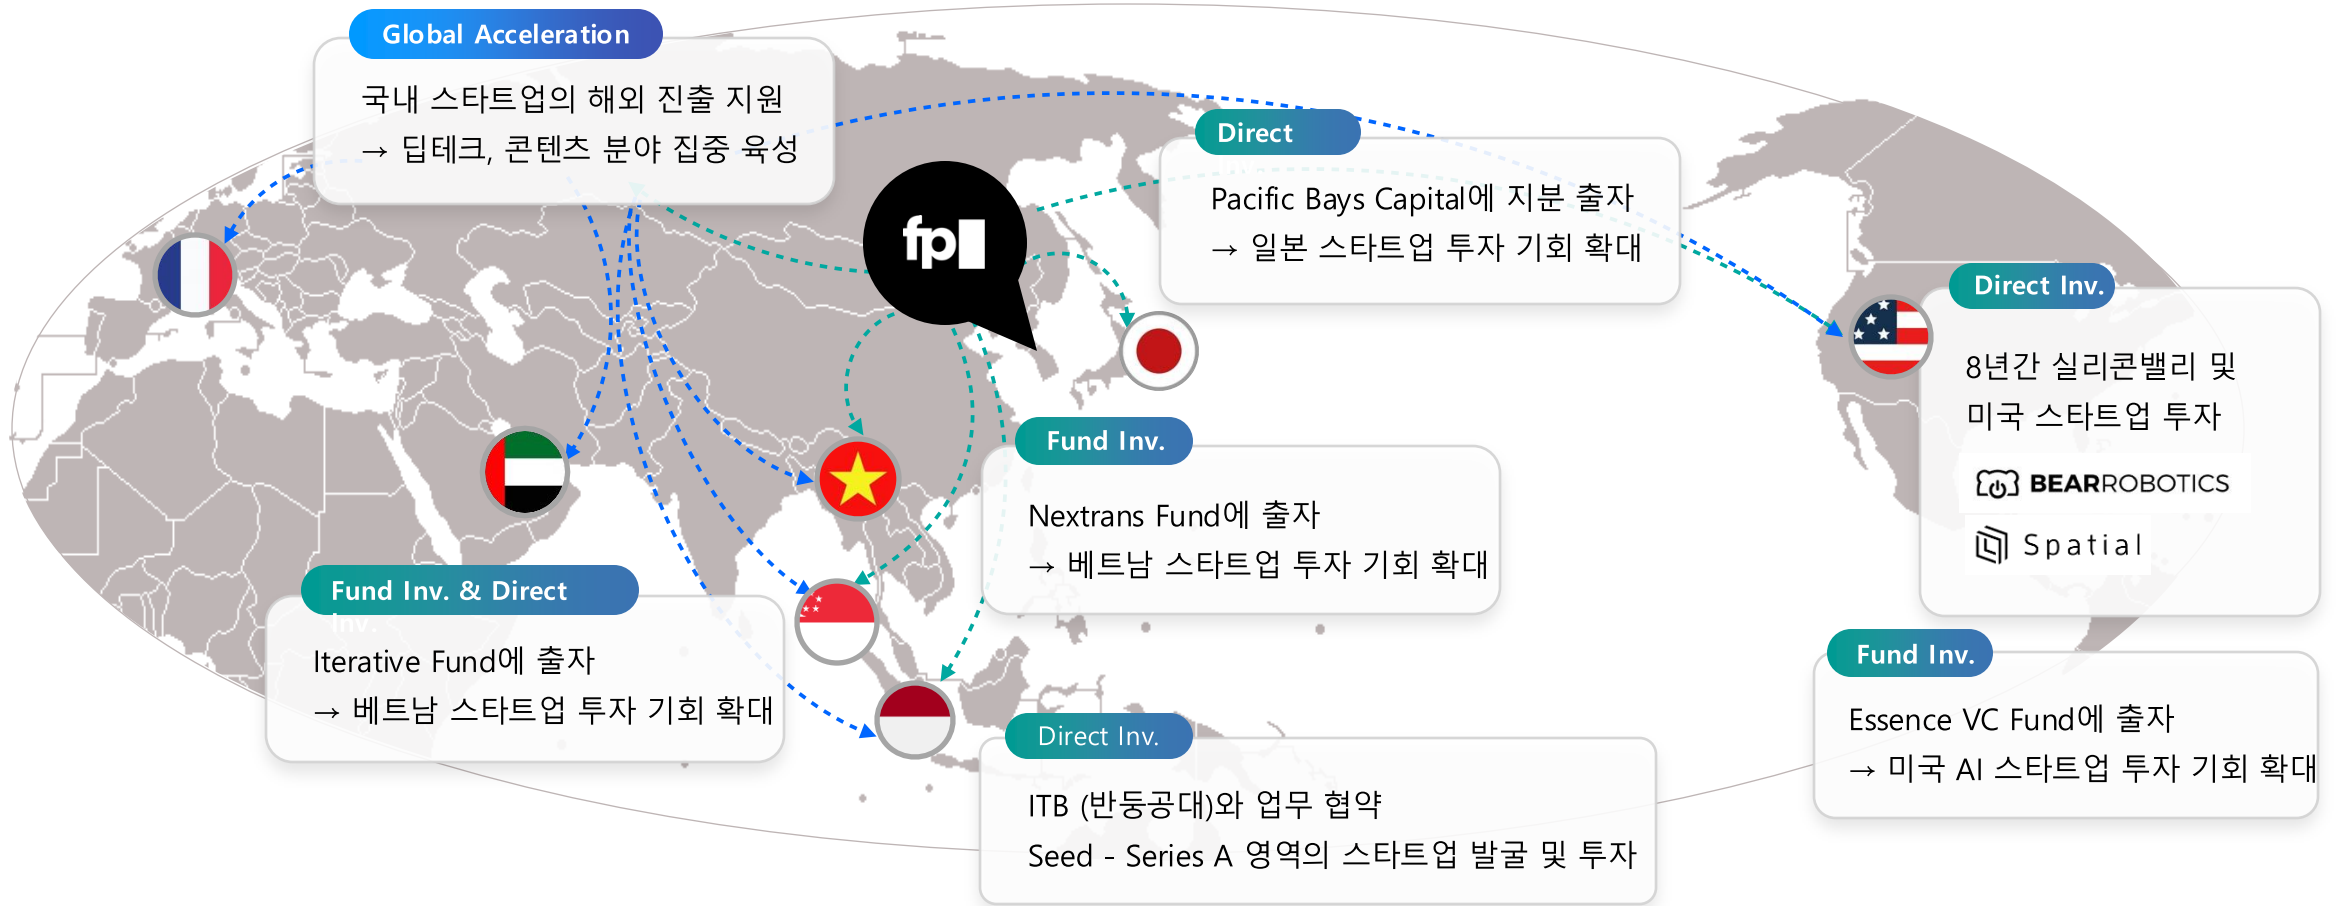 Global Acceleration
국내 스타트업의 해외 진출 지원
→ 딥테크, 콘텐츠 분야 집중 육성
fp
Direct
Pacific Bays Capital에 지분 출자
→ 일본 스타트업 투자 기회 확대
Direct Inv.
8년간 실리콘밸리 및
미국 스타트업 투자
BEARROBOTICS
Spatial
Fund Inv.
Nextrans Fund에 출자
→ 베트남 스타트업 투자 기회 확대
Fund Inv. & Direct
Inv.
Iterative Fund에 출자
→ 베트남 스타트업 투자 기회 확대
Fund Inv.
Essence VC Fund에 출자
→ 미국 AI 스타트업 투자 기회 확대
Direct Inv.
ITB (반둥공대)와 업무 협약
Seed - Series A 영역의 스타트업 발굴 및 투자